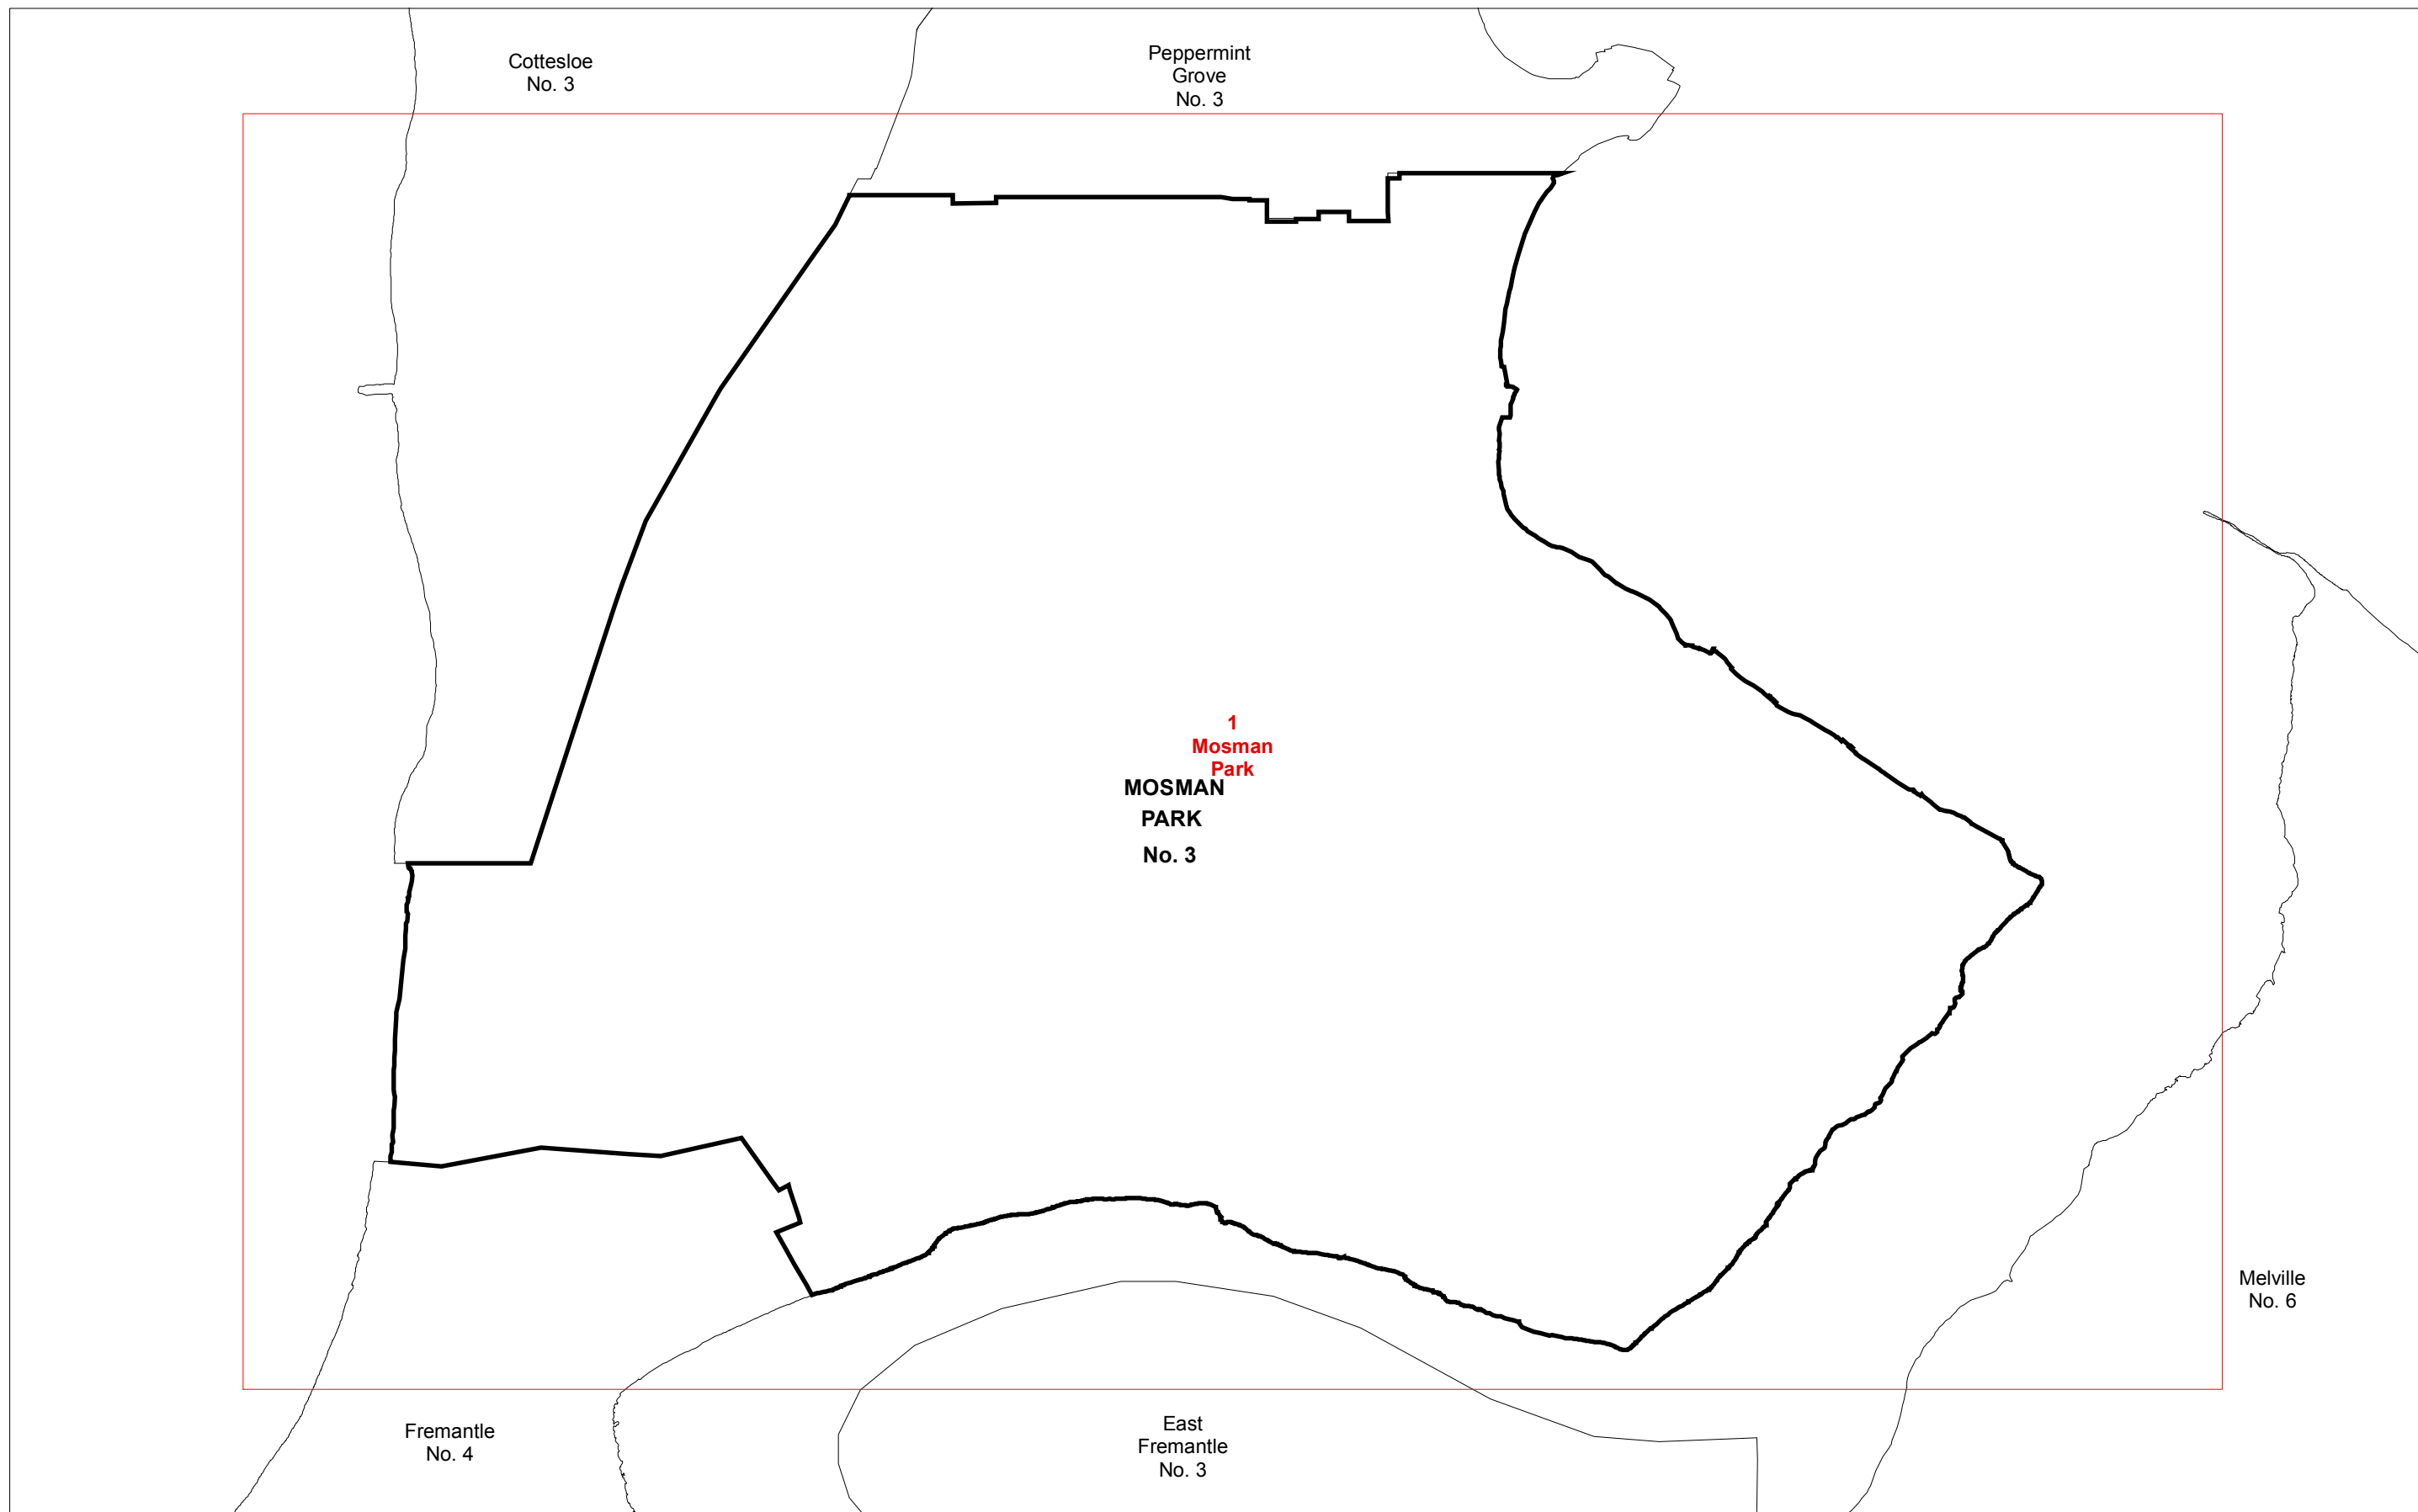 Cottesloe
No. 3
Peppermint
Grove
No. 3
1
Mosman
Park
MOSMAN
PARK
No. 3
Melville
No. 6
Fremantle
No. 4
East
Fremantle
No. 3